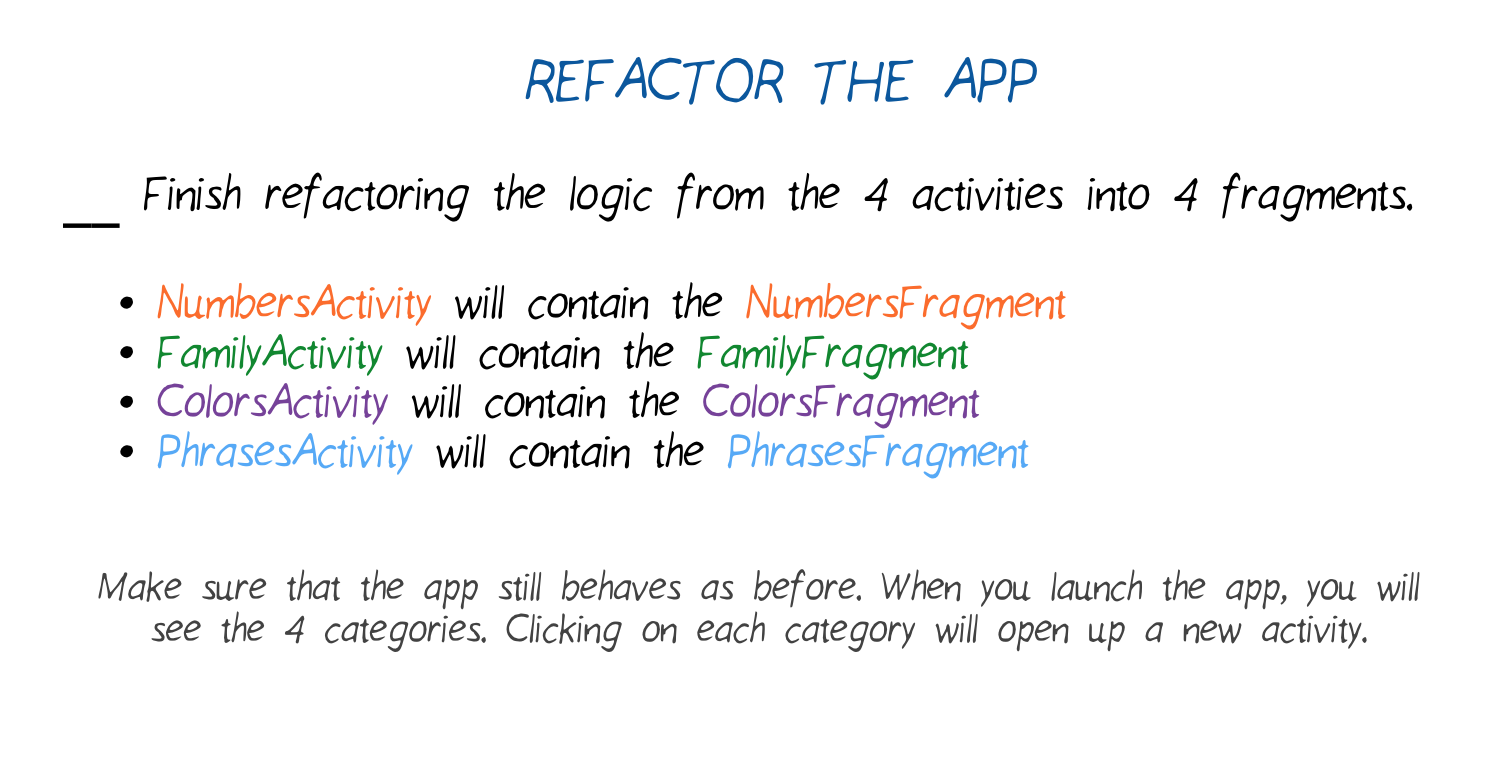 REFACTOR THE APP
__ Finish refactoring the logic from the 4 activities into 4 fragments.
• NumbersActivity will contain the NumbersFragment
• FamilyActivity will contain the FamilyFragment
• ColorsActivity will contain the ColorsFragment
• PhrasesActivity will contain the PhrasesFragment
Make sure that the app still behaves as before. When you launch the app, you will
see the 4 categories. Clicking on each category will open up a new activity.